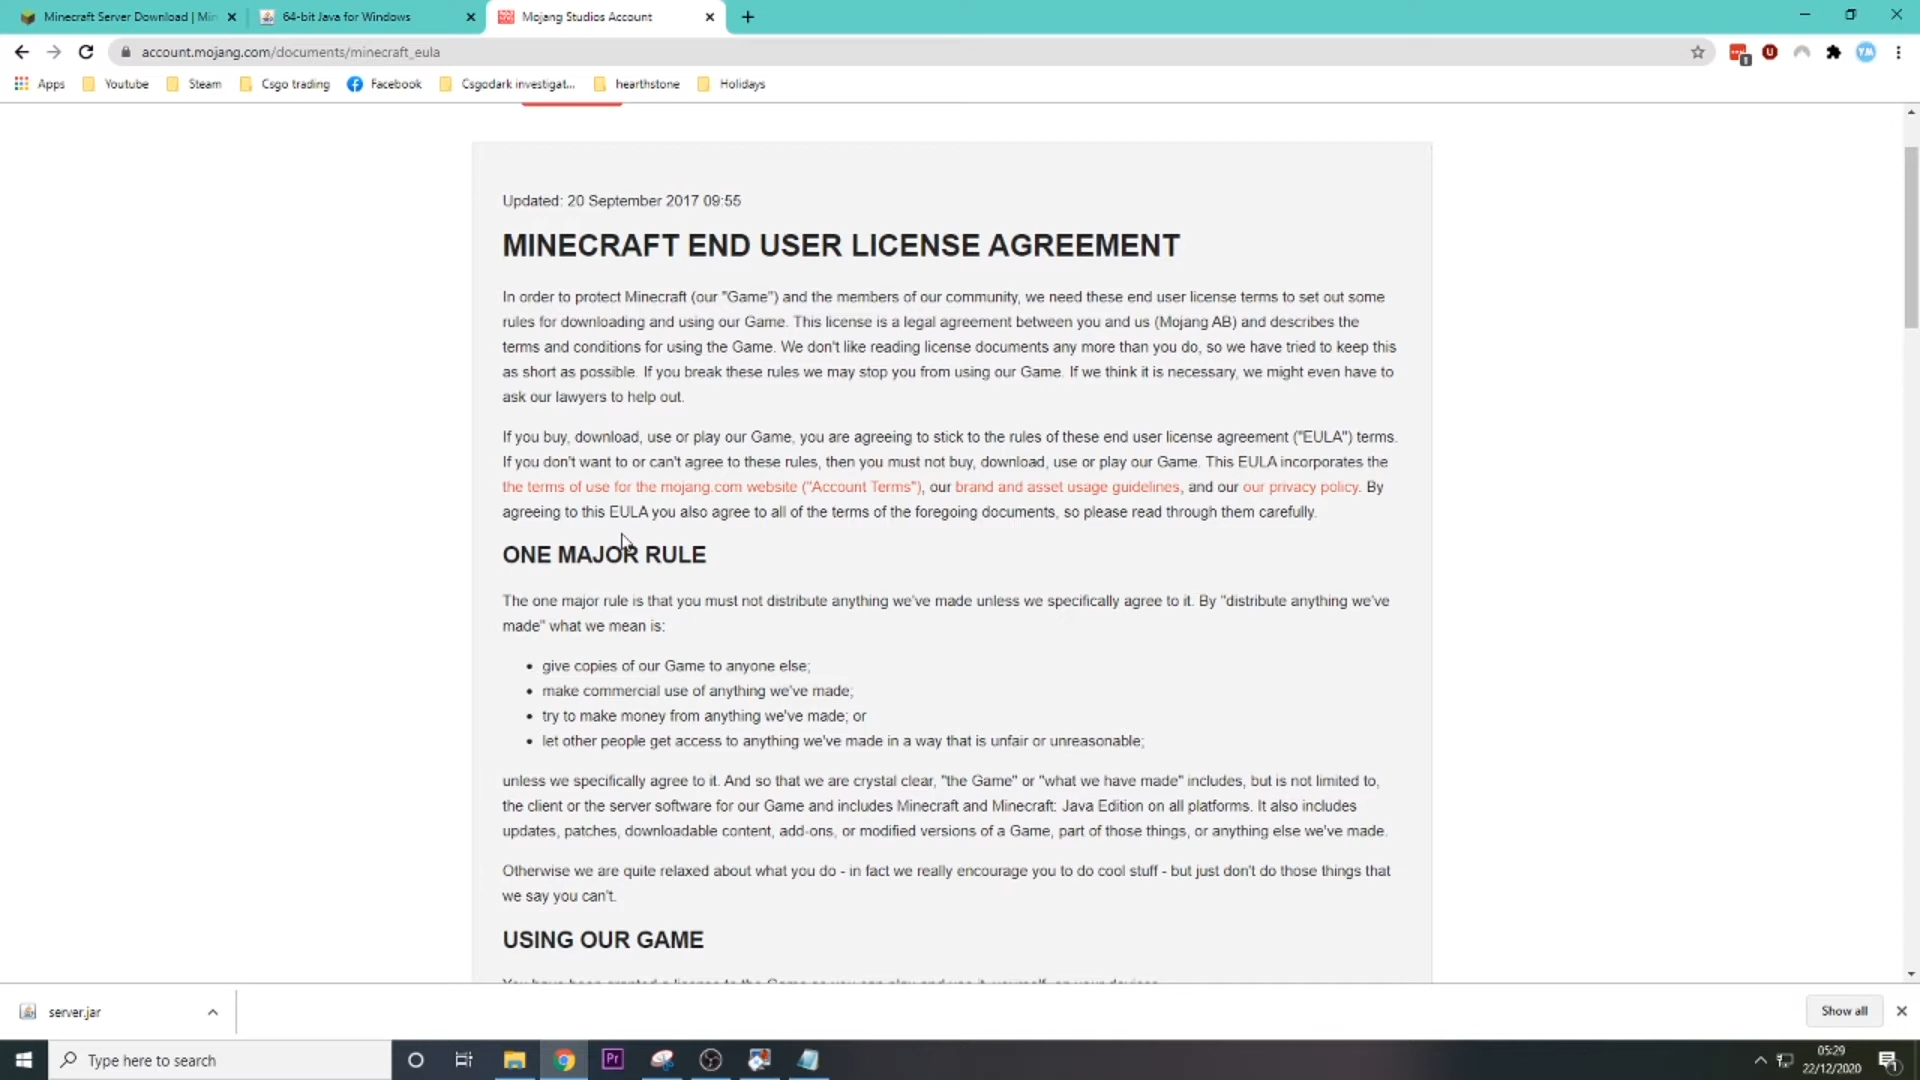 Minecraft Server Download | Min
64-bit Java for Windows
Mojang Studios Account
account.mojang.com/documents/minecraft_eula
Apps
Youtube
Steam
Csgo trading
Facebook
Csgodark investigat...
hearthstone
Holidays
Updated: 20 September 2017 09:55
MINECRAFT END USER LICENSE AGREEMENT
In order to protect Minecraft (our "Game") and the members of our community, we need these end user license terms to set out some
rules for downloading and using our Game. This license is a legal agreement between you and us (Mojang AB) and describes the
terms and conditions for using the Game. We don't like reading license documents any more than you do, so we have tried to keep this
as short as possible. If you break these rules we may stop you from using our Game. If we think it is necessary, we might even have to
ask our lawyers to help out.
If you buy, download, use or play our Game, you are agreeing to stick to the rules of these end user license agreement ("EULA") terms.
If you don't want to or can't agree to these rules, then you must not buy, download, use or play our Game. This EULA incorporates the
the terms of use for the mojang.com website ("Account Terms"), our brand and asset usage guidelines, and our our privacy policy. By
agreeing to this EULA you also agree to all of the terms of the foregoing documents, so please read through them carefully.
ONE MAJOR RULE
The one major rule is that you must not distribute anything we've made unless we specifically agree to it. By "distribute anything we've
made" what we mean is:
• give copies of our Game to anyone else;
• make commercial use of anything we've made;
• try to make money from anything we've made; or
• let other people get access to anything we've made in a way that is unfair or unreasonable;
unless we specifically agree to it. And so that we are crystal clear, "the Game" or "what we have made" includes, but is not limited to,
the client or the server software for our Game and includes Minecraft and Minecraft: Java Edition on all platforms. It also includes
updates, patches, downloadable content, add-ons, or modified versions of a Game, part of those things, or anything else we've made.
Otherwise we are quite relaxed about what you do - in fact we really encourage you to do cool stuff - but just don't do those things that
we say you can't.
USING OUR GAME
server.jar
Show all
Type here to search
Pr
YM
05:29
22/12/2020